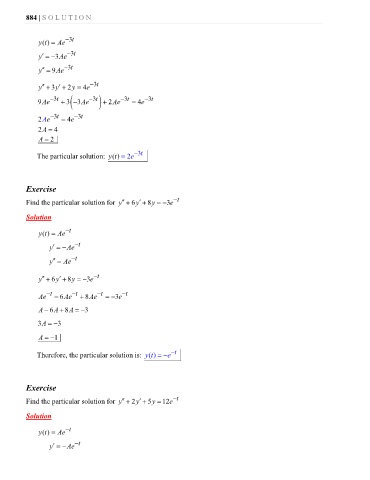 884 | S O L U T I O N
y(t) = Ae^{-3t}
y' = -3Ae^{-3t}
y" = 9Ae^{-3t}
y" + 3y' + 2y = 4e^{-3t}
9Ae^{-3t} + 3(-3Ae^{-3t}) + 2Ae^{-3t} = 4e^{-3t}
2Ae^{-3t} = 4e^{-3t}
2A = 4
A = 2
The particular solution: y(t) = 2e^{-3t}
Exercise
Find the particular solution for y" + 6y' + 8y = -3e^{-t}
Solution
y(t) = Ae^{-t}
y' = -Ae^{-t}
y" = Ae^{-t}
y" + 6y' + 8y = -3e^{-t}
Ae^{-t} - 6Ae^{-t} + 8Ae^{-t} = -3e^{-t}
A - 6A + 8A = -3
3A = -3
A = -1
Therefore, the particular solution is: y(t) = -e^{-t}
Exercise
Find the particular solution for y" + 2y' + 5y = 12e^{-t}
Solution
y(t) = Ae^{-t}
y' = -Ae^{-t}